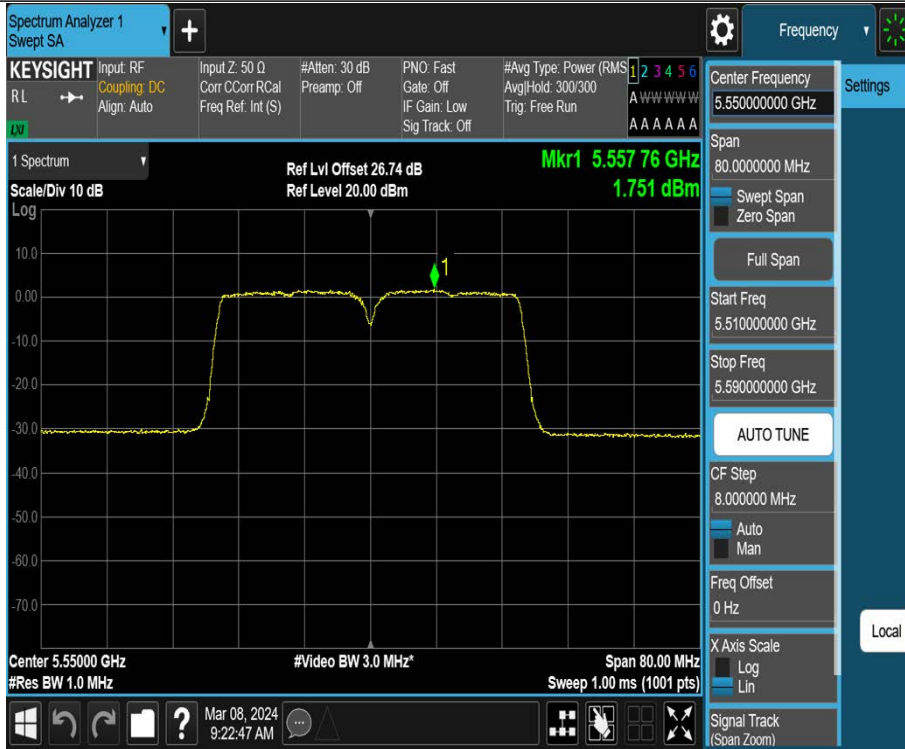 Spectrum Analyzer 1
Swept SA
+
Frequency
KEYSIGHT
RL
LXI
Input: RF
Coupling: DC
Align: Auto
Input Z: 50 Ω
Corr CCorr RCal
Freq Ref: Int (S)
#Atten: 30 dB
Preamp: Off
PNO: Fast
Gate: Off
IF Gain: Low
Sig Track: Off
#Avg Type: Power (RMS
Avg|Hold: 300/300
Trig: Free Run
1 2 3 4 5 6
A W W W W W
A A A A A A
Center Frequency
5.550000000 GHz
Settings
Span
80.0000000 MHz
Swept Span
Zero Span
Full Span
Start Freq
5.510000000 GHz
Stop Freq
5.590000000 GHz
AUTO TUNE
CF Step
8.000000 MHz
Auto
Man
Freq Offset
0 Hz
X Axis Scale
Log
Lin
Signal Track
(Span Zoom)
Local
1 Spectrum
Scale/Div 10 dB
Log
Ref Lvl Offset 26.74 dB
Ref Level 20.00 dBm
Mkr1 5.557 76 GHz
1.751 dBm
10.0
1
0.00
-10.0
-20.0
-30.0
-40.0
-50.0
-60.0
-70.0
Center 5.55000 GHz
#Res BW 1.0 MHz
#Video BW 3.0 MHz*
Span 80.00 MHz
Sweep 1.00 ms (1001 pts)
?
Mar 08, 2024
9:22:47 AM